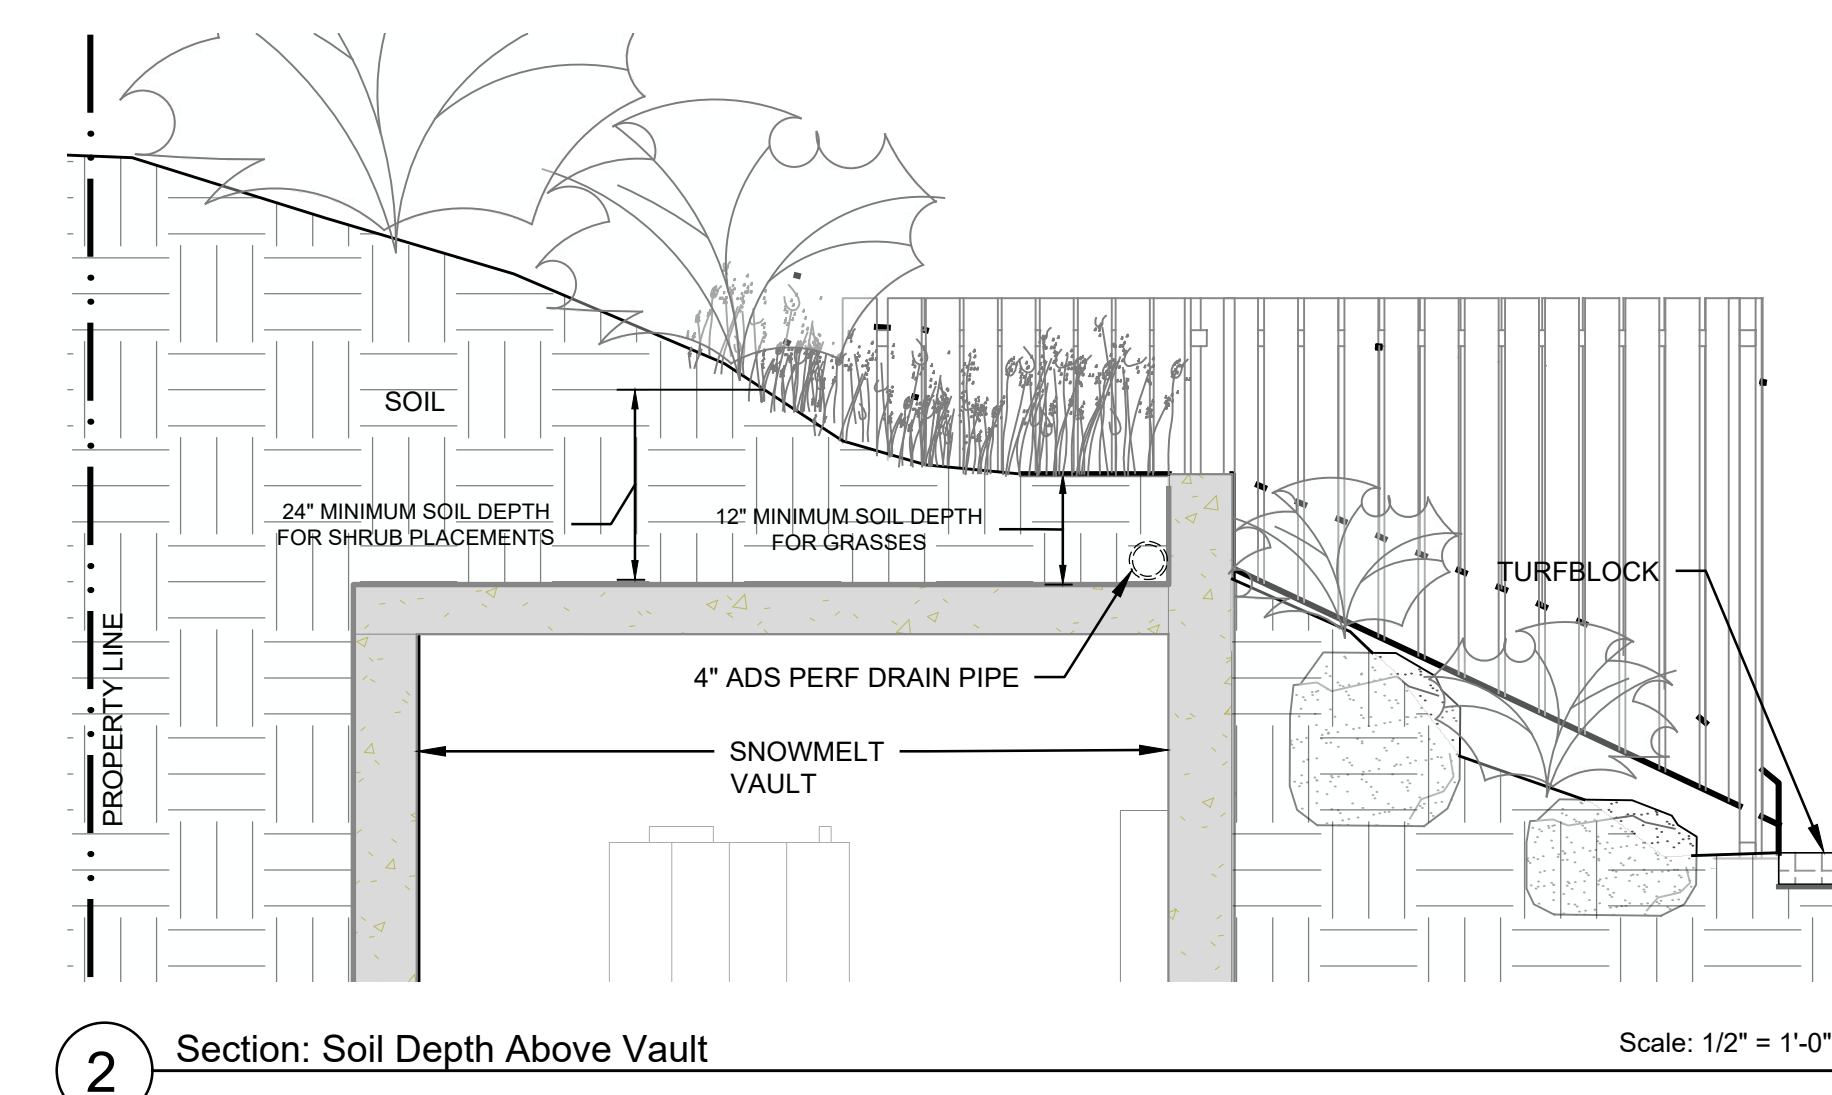 SOIL
24" MINIMUM SOIL DEPTH
FOR SHRUB PLACEMENTS
12" MINIMUM SOIL DEPTH
FOR GRASSES
TURFBLOCK
PROPERTY LINE
4" ADS PERF DRAIN PIPE
SNOWMELT
VAULT
2
Section: Soil Depth Above Vault
Scale: 1/2" = 1'-0"